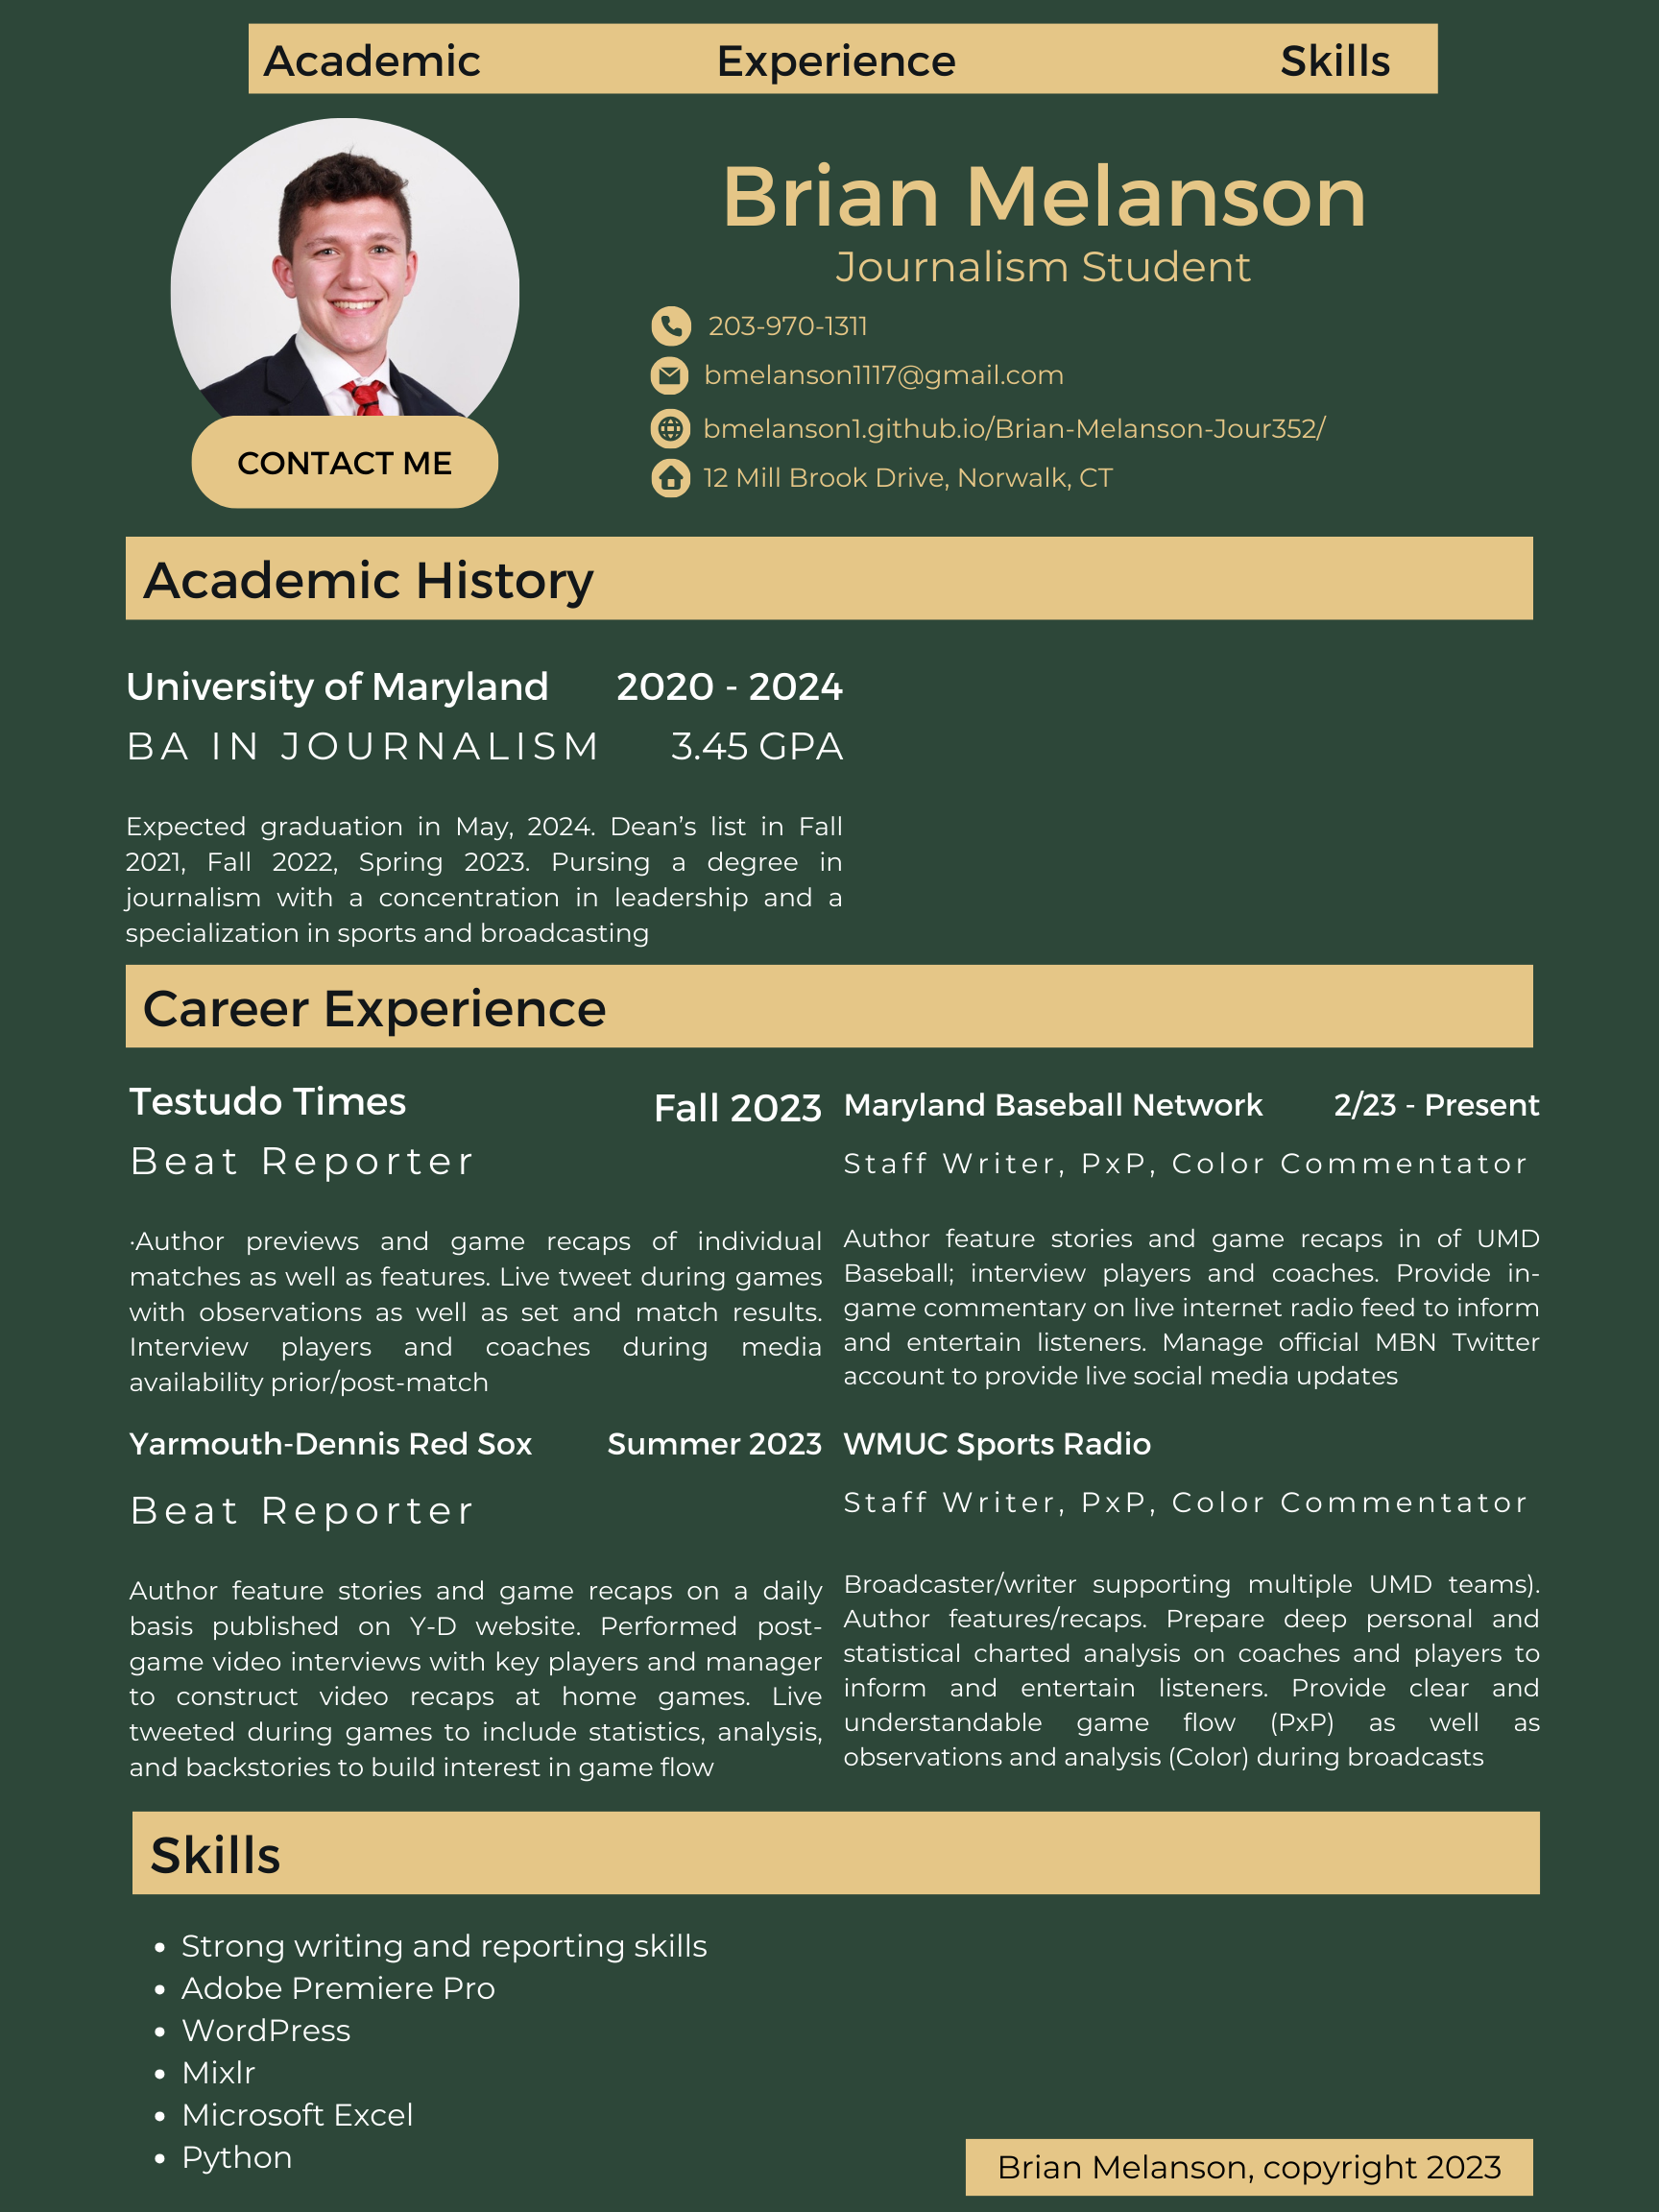 Academic Experience Skills
Brian Melanson
Journalism Student
203-970-1311
bmelanson1117@gmail.com
bmelanson1.github.io/Brian-Melanson-Jour352/
12 Mill Brook Drive, Norwalk, CT
CONTACT ME
Academic History
University of Maryland 2020 - 2024
BA IN JOURNALISM 3.45 GPA
Expected graduation in May, 2024. Dean’s list in Fall
2021, Fall 2022, Spring 2023. Pursing a degree in
journalism with a concentration in leadership and a
specialization in sports and broadcasting
Career Experience
Testudo Times Fall 2023
Beat Reporter
·Author previews and game recaps of individual
matches as well as features. Live tweet during games
with observations as well as set and match results.
Interview players and coaches during media
availability prior/post-match
Maryland Baseball Network 2/23 - Present
Staff Writer, PxP, Color Commentator
Author feature stories and game recaps in of UMD
Baseball; interview players and coaches. Provide in-
game commentary on live internet radio feed to inform
and entertain listeners. Manage official MBN Twitter
account to provide live social media updates
Yarmouth-Dennis Red Sox Summer 2023
Beat Reporter
Author feature stories and game recaps on a daily
basis published on Y-D website. Performed post-
game video interviews with key players and manager
to construct video recaps at home games. Live
tweeted during games to include statistics, analysis,
and backstories to build interest in game flow
WMUC Sports Radio
Staff Writer, PxP, Color Commentator
Broadcaster/writer supporting multiple UMD teams).
Author features/recaps. Prepare deep personal and
statistical charted analysis on coaches and players to
inform and entertain listeners. Provide clear and
understandable game flow (PxP) as well as
observations and analysis (Color) during broadcasts
Skills
• Strong writing and reporting skills
• Adobe Premiere Pro
• WordPress
• Mixlr
• Microsoft Excel
• Python
Brian Melanson, copyright 2023